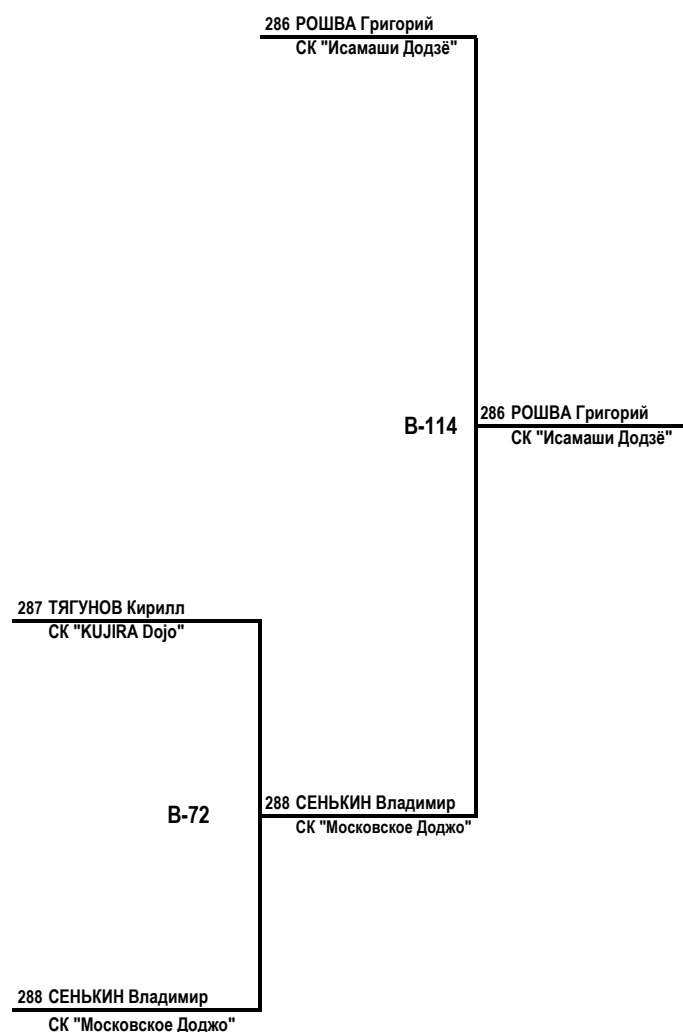 286 РОШВА Григорий
СК "Исамаши Додзё"
В-114
286 РОШВА Григорий
СК "Исамаши Додзё"
287 ТЯГУНОВ Кирилл
СК "KUJIRA Dojo"
В-72
288 СЕНЬКИН Владимир
СК "Московское Доджо"
288 СЕНЬКИН Владимир
СК "Московское Доджо"